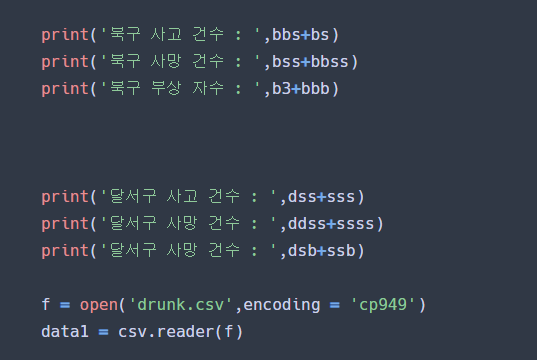 print('북구 사고 건수 : ',bbs+bs)
print('북구 사망 건수 : ',bss+bbss)
print('북구 부상 자수 : ',b3+bbb)
print('달서구 사고 건수 : ',dss+sss)
print('달서구 사망 건수 : ',ddss+ssss)
print('달서구 사망 건수 : ',dsb+ssb)
f = open('drunk.csv',encoding = 'cp949')
data1 = csv.reader(f)